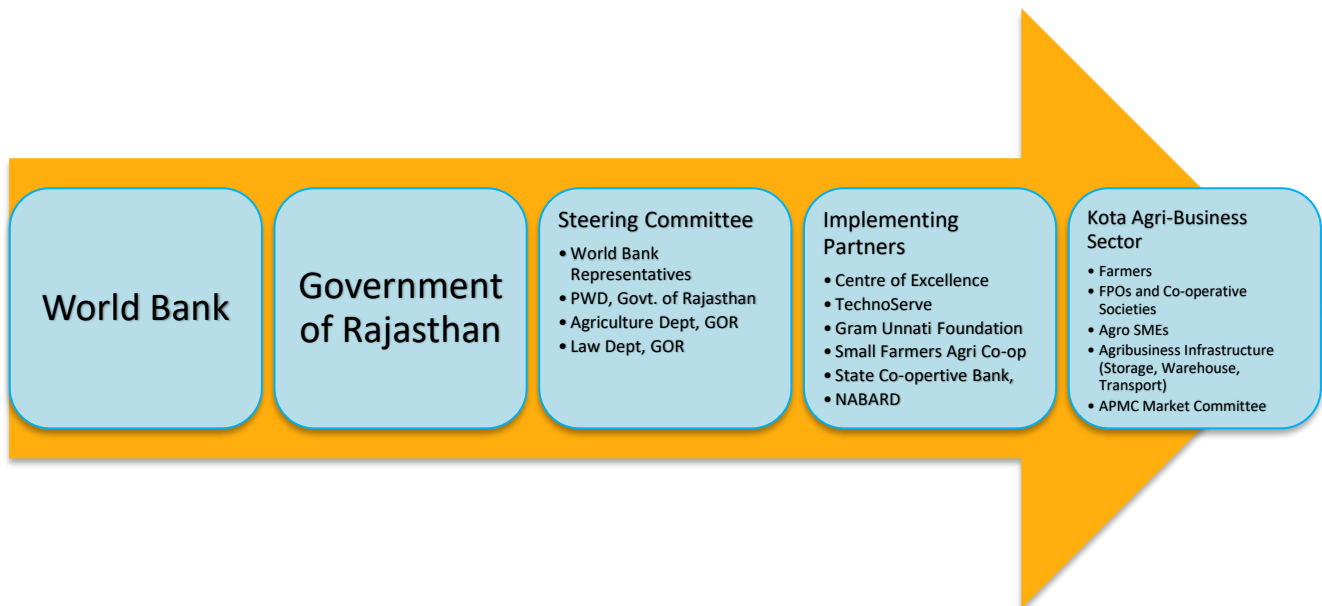 World Bank
Government
of Rajasthan
Steering Committee
• World Bank
Representatives
• PWD, Govt. of Rajasthan
• Agriculture Dept, GOR
• Law Dept, GOR
Implementing
Partners
• Centre of Excellence
• TechnoServe
• Gram Unnati Foundation
• Small Farmers Agri Co-op
• State Co-opertive Bank,
• NABARD
Kota Agri-Business
Sector
• Farmers
• FPOs and Co-operative
Societies
• Agro SMEs
• Agribusiness Infrastructure
(Storage, Warehouse,
Transport)
• APMC Market Committee